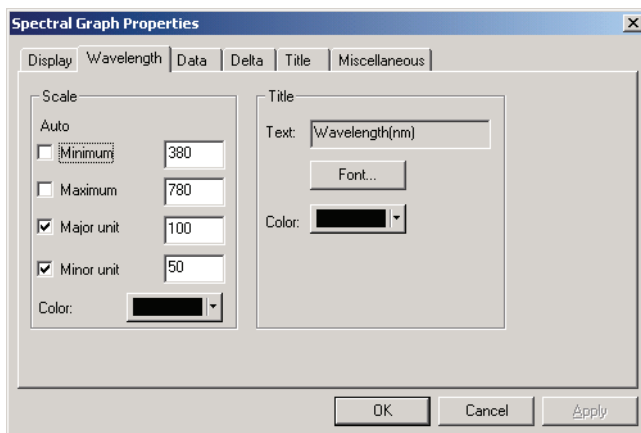 Spectral Graph Properties
Display Wavelength Data Delta Title Miscellaneous
Scale
Auto
Minimum 380
Maximum 780
Major unit 100
Minor unit 50
Color:
Title
Text: Wavelength(nm)
Font...
Color:
OK Cancel Apply